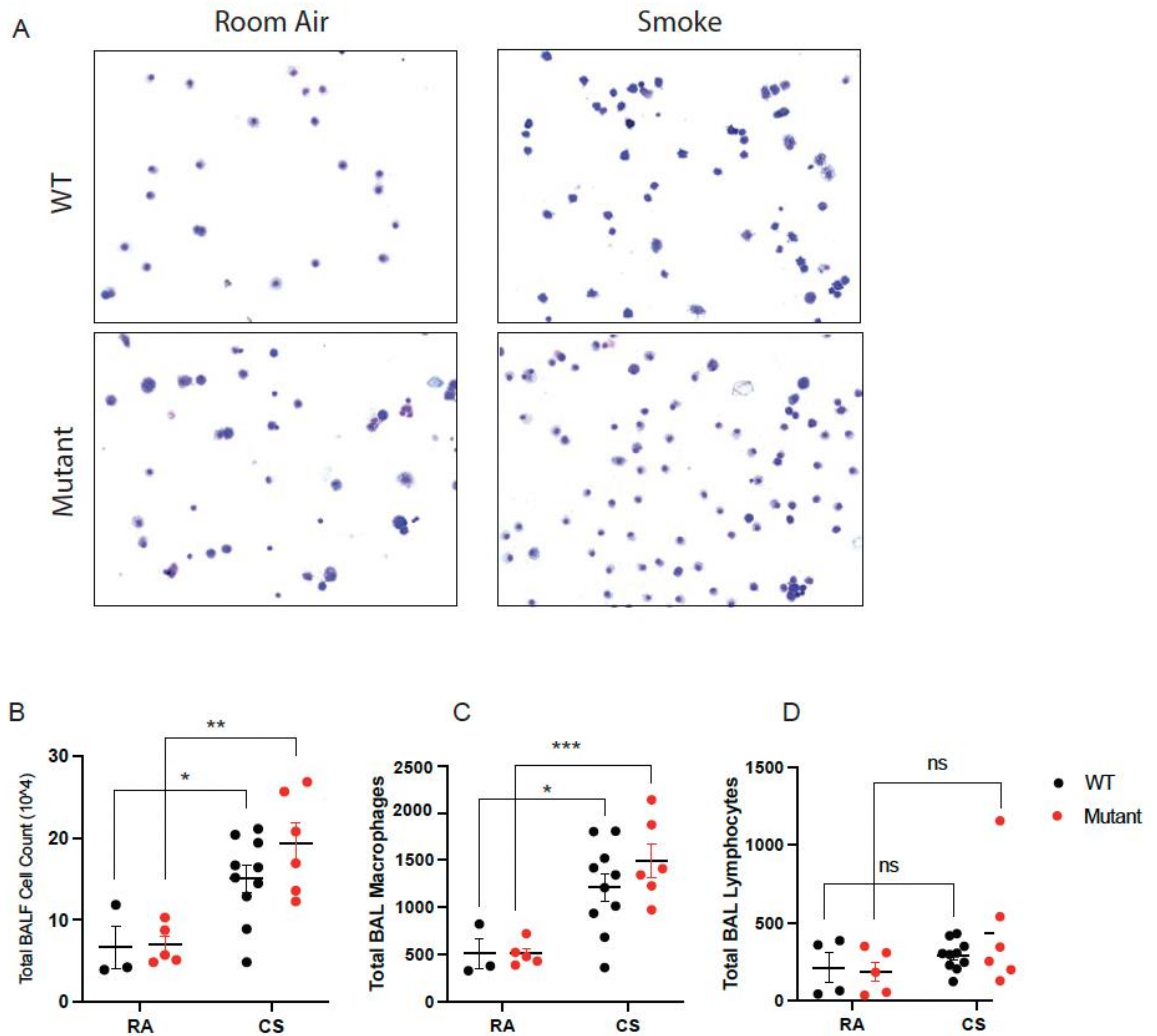 A
Room Air
Smoke
WT
Mutant
B
C
D
Total BALF Cell Count (10^4)
30
20
10
0
RA
CS
*
**
Total BAL Macrophages
2500
2000
1500
1000
500
0
RA
CS
*
***
Total BAL Lymphocytes
1500
1000
500
0
RA
CS
ns
ns
WT
Mutant